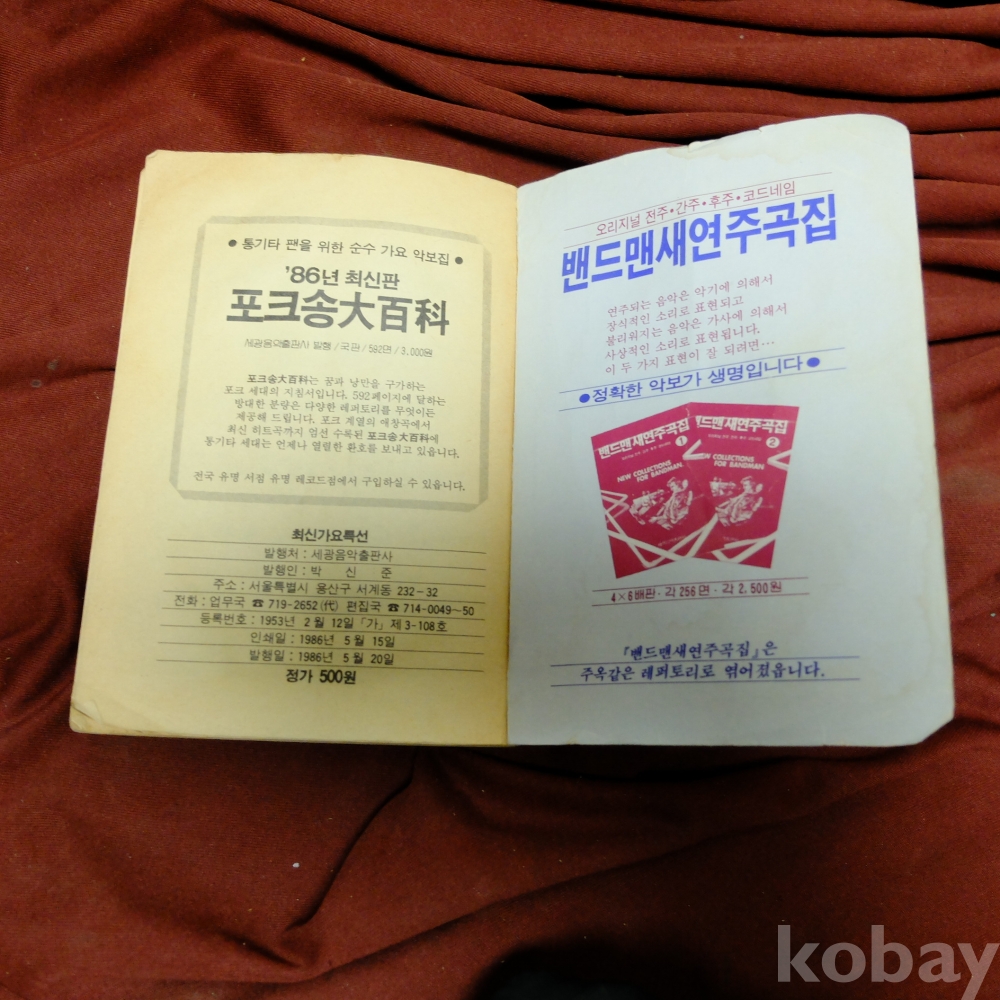 ● 통기타 팬을 위한 순수 가요 악보집 ●
'86년 최신판
포크송大百科
세광음악출판사 발행/국판/592면/3,000원
포크송大百科는 꿈과 낭만을 구가하는
포크 세대의 지침서입니다. 592페이지에 달하는
방대한 분량은 다양한 레퍼토리를 무엇이든
제공해 드립니다. 포크 계열의 애창곡에서
최신 히트곡까지 엄선 수록된 포크송大百科에
통기타 세대는 언제나 열렬한 환호를 보내고 있읍니다.
전국 유명 서점 유명 레코드점에서 구입하실 수 있읍니다.
최신가요특선
발행처 : 세광음악출판사
발행인 : 박 신 준
주소 : 서울특별시 용산구 서계동 232-32
전화 : 업무국 ☎ 719-2652(代) 편집국 ☎ 714-0049~50
등록번호 : 1953년 2월 12일 「가」제 3-108호
인쇄일 : 1986년 5월 15일
발행일 : 1986년 5월 20일
정가 500원
오리지널 전주•간주•후주•코드네임
밴드맨새연주곡집
연주되는 음악은 악기에 의해서
장식적인 소리로 표현되고
불리워지는 음악은 가사에 의해서
사상적인 소리로 표현됩니다.
이 두 가지 표현이 잘 되려면…
●정확한 악보가 생명입니다●
밴드맨새연주곡집 1
NEW COLLECTIONS
FOR BANDMAN
밴드맨새연주곡집 2
NEW COLLECTIONS
FOR BANDMAN
4×6배판·각 256면·각 2,500원
「밴드맨새연주곡집」은
주옥같은 레퍼토리로 엮어졌읍니다.
kobay